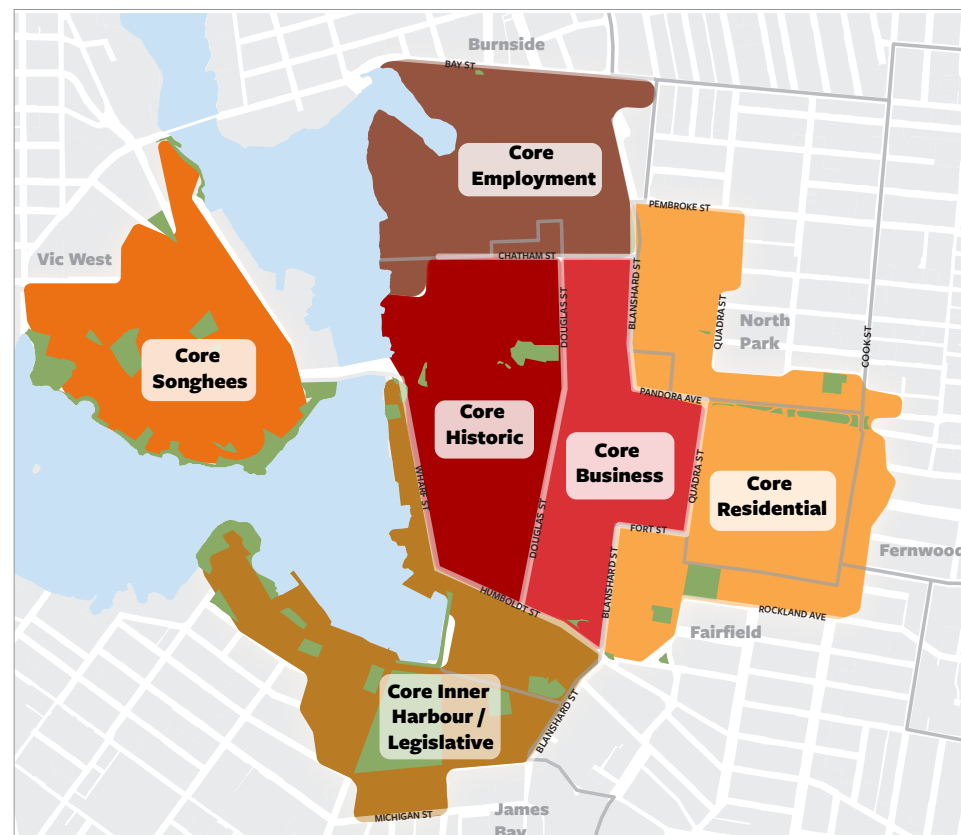 Burnside
BAY ST
Core
Employment
PEMBROKE ST
Vic West
CHATHAM ST
BLANSHARD ST
DOUGLAS ST
QUADRA ST
North
Park
COOK ST
Core
Songhees
PANDORA AVE
Core
Historic
Core
Business
WHARF ST
QUADRA ST
Core
Residential
DOUGLAS ST
FORT ST
Fernwood
BLANSHARD ST
HUMBOLDT ST
ROCKLAND AVE
Fairfield
Core Inner
Harbour /
Legislative
BLANSHARD ST
MICHIGAN ST
James
Bay